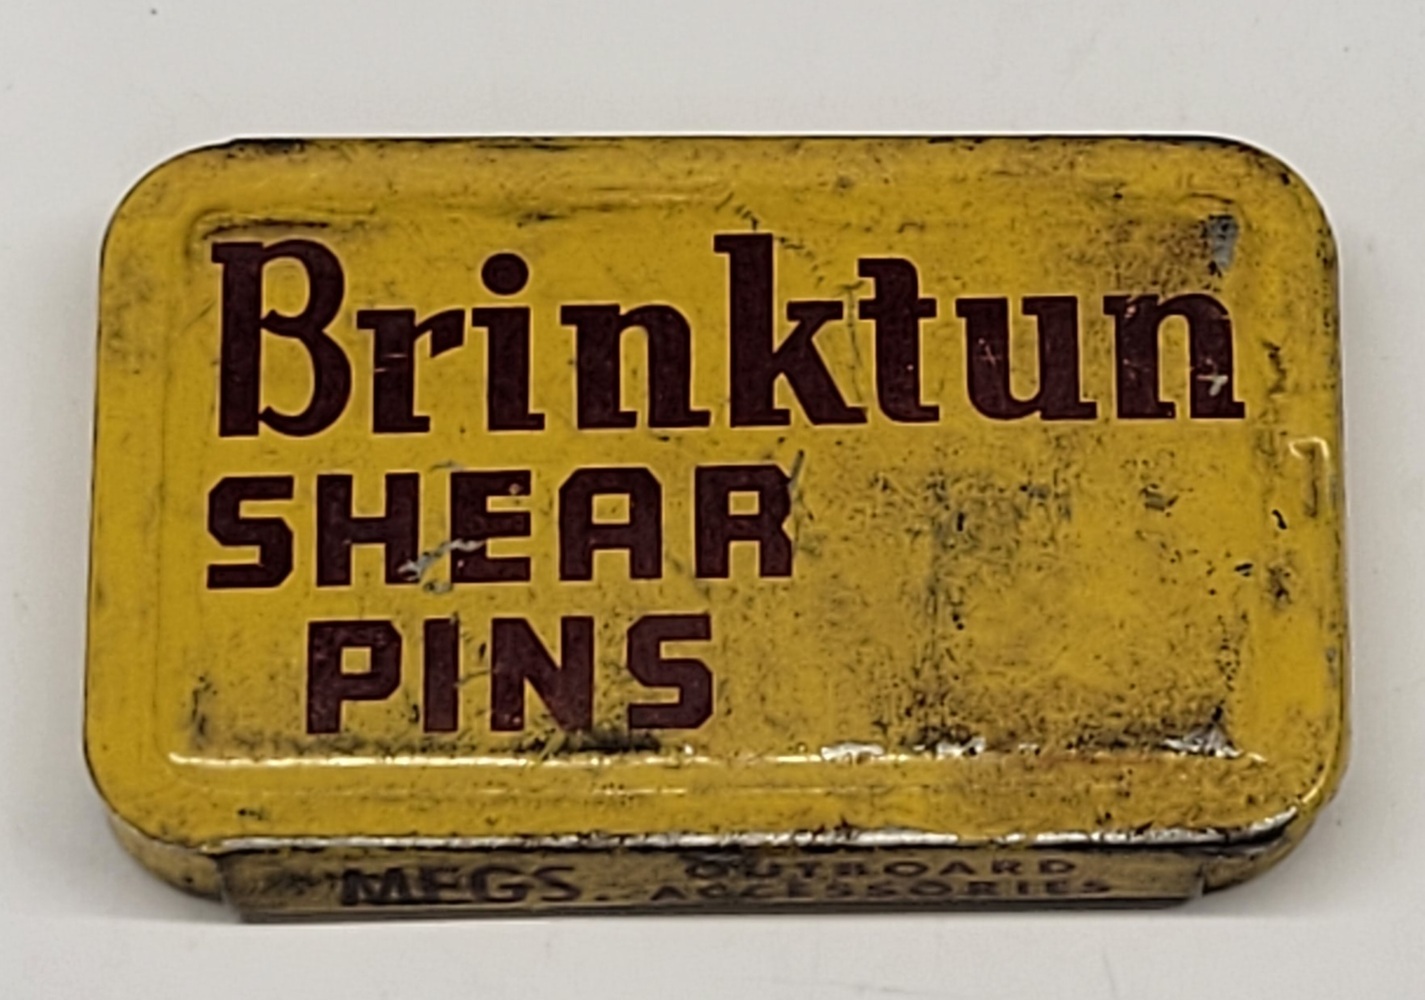 Brinktun
SHEAR
PINS
MFGS. OUTBOARD
ACCESSORIES